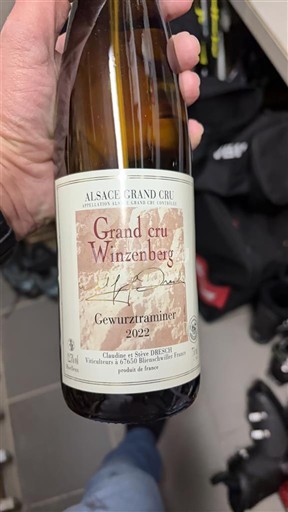 ALSACE GRAND CRU
APPELLATION ALSACE GRAND CRU CONTRÔLÉE
Grand cru
Winzenberg
Gewurztraminer
2022
Claudine et Stève DRESCH
Viticulteurs à 67650 Blienschwiller France
produit de france